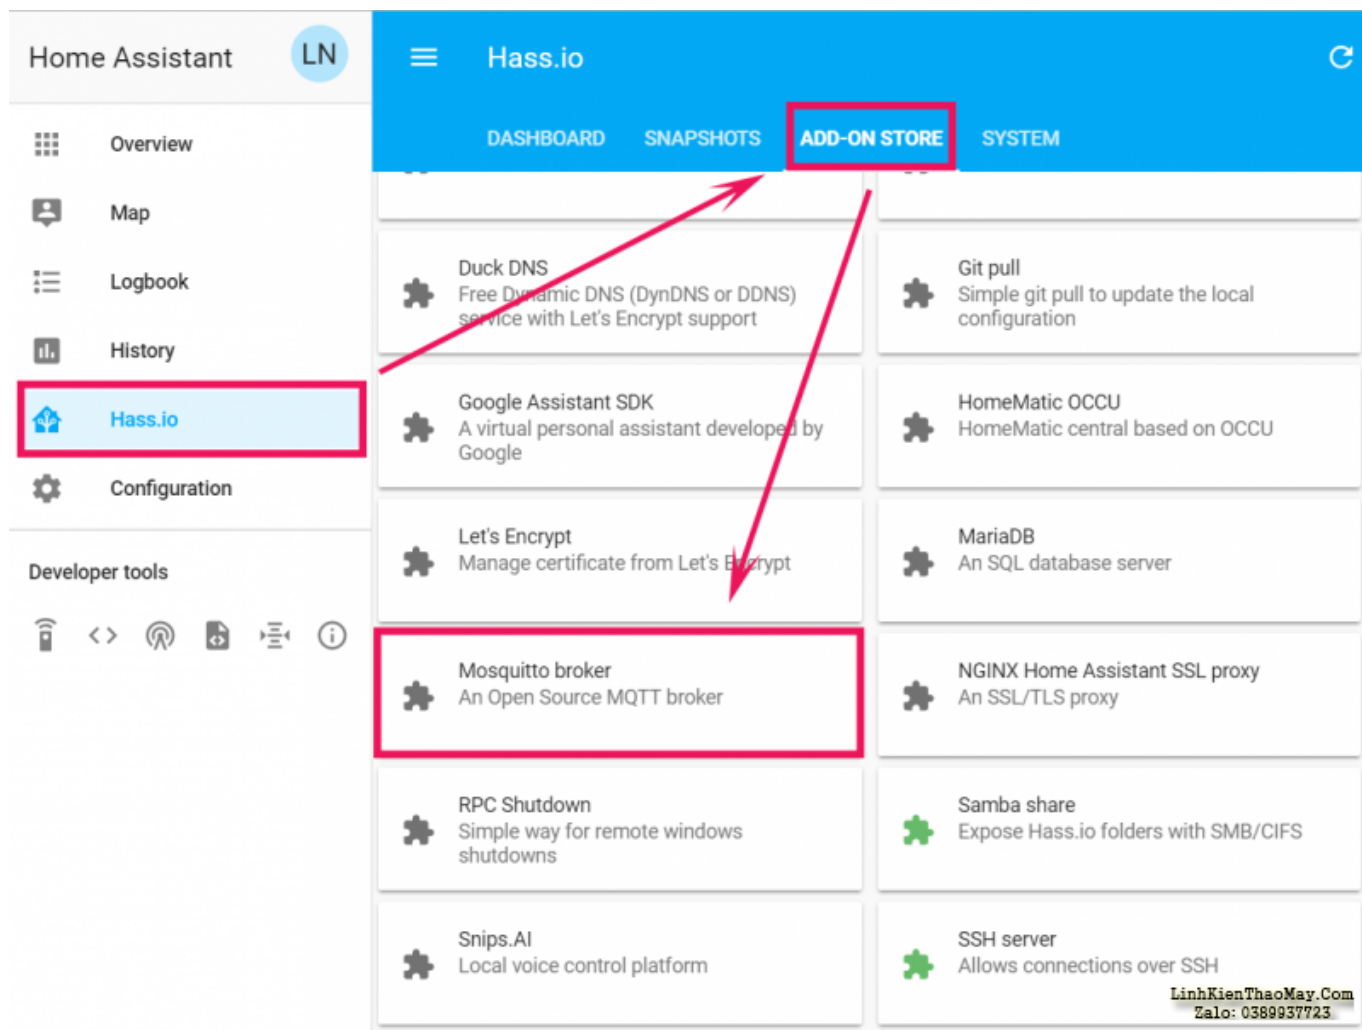 Home Assistant
LN
Hass.io
DASHBOARD
SNAPSHOTS
ADD-ON STORE
SYSTEM
Overview
Map
Logbook
History
Hass.io
Configuration
Developer tools
Duck DNS
Free Dynamic DNS (DynDNS or DDNS)
service with Let's Encrypt support
Git pull
Simple git pull to update the local
configuration
Google Assistant SDK
A virtual personal assistant developed by
Google
HomeMatic OCCU
HomeMatic central based on OCCU
Let's Encrypt
Manage certificate from Let's Encrypt
MariaDB
An SQL database server
Mosquitto broker
An Open Source MQTT broker
NGINX Home Assistant SSL proxy
An SSL/TLS proxy
RPC Shutdown
Simple way for remote windows
shutdowns
Samba share
Expose Hass.io folders with SMB/CIFS
Snips.AI
Local voice control platform
SSH server
Allows connections over SSH
LinhKienThaoMay.Com
Zalo: 0389937723